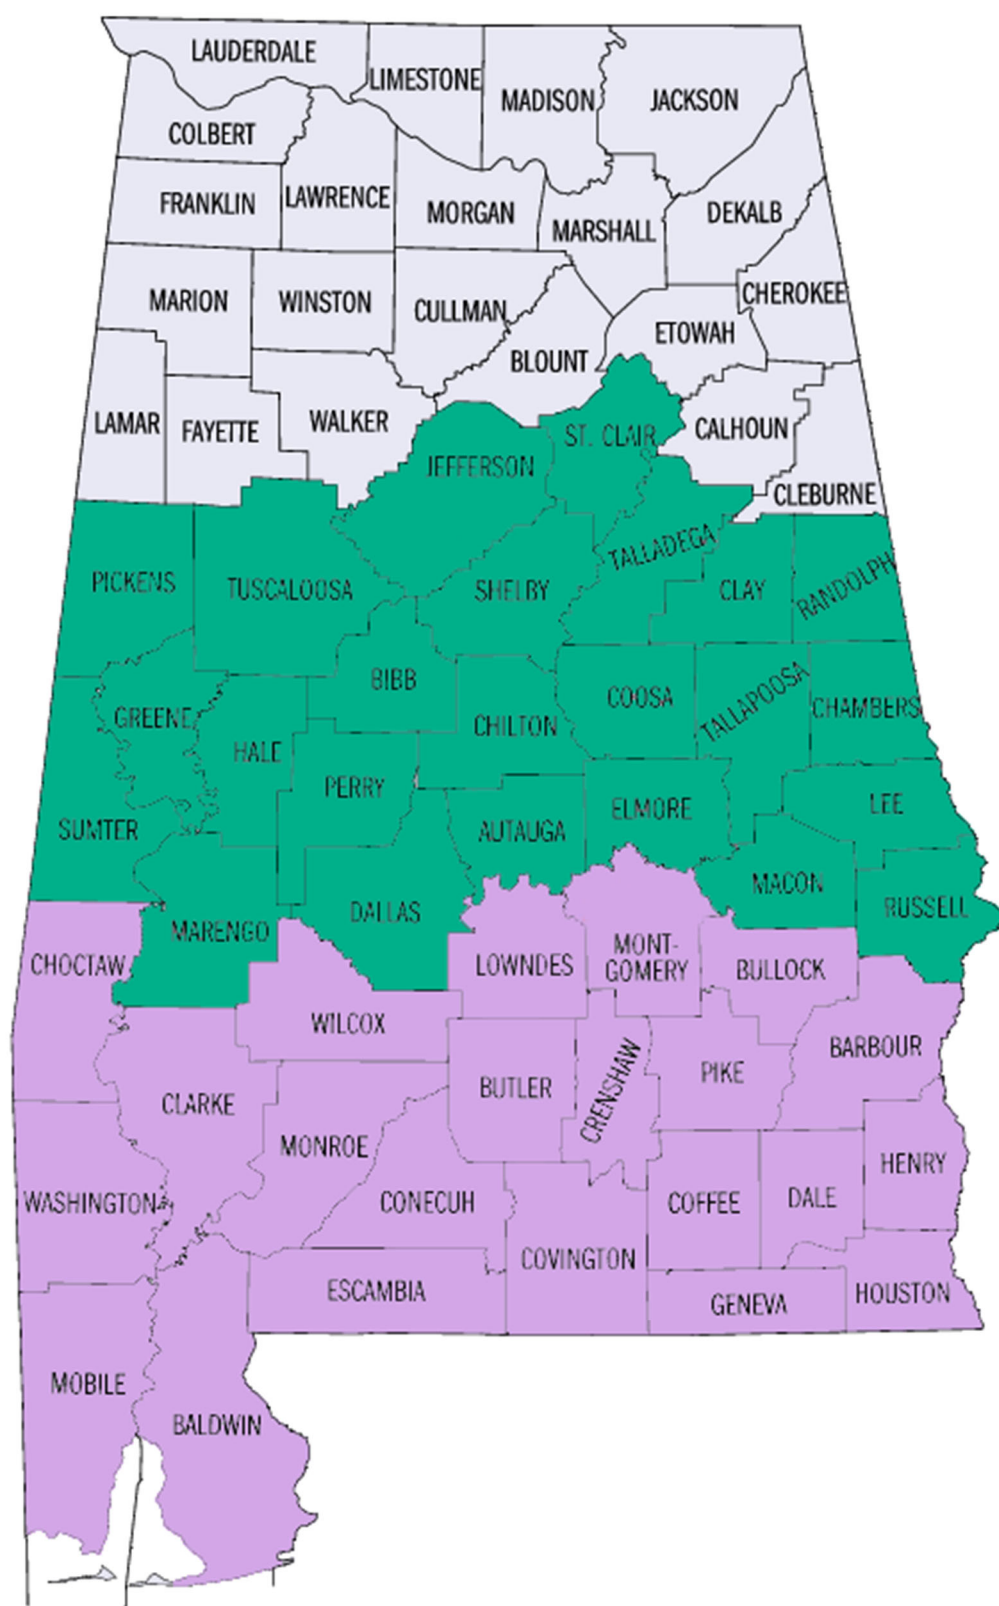 LAUDERDALE
LIMESTONE
MADISON
JACKSON
COLBERT
FRANKLIN
LAWRENCE
MORGAN
MARSHALL
DEKALB
MARION
WINSTON
CULLMAN
CHEROKEE
ETOWAH
BLOUNT
LAMAR
FAYETTE
WALKER
CALHOUN
ST. CLAIR
JEFFERSON
CLEBURNE
TALLADEGA
PICKENS
TUSCALOOSA
SHELBY
CLAY
RANDOLPH
BIBB
COOSA
TALLAPOOSA
CHAMBERS
GREENE
CHILTON
HALE
PERRY
ELMORE
LEE
SUMTER
AUTAUGA
MACON
DALLAS
RUSSELL
MARENGO
CHOCTAW
LOWNDES
MONT-
GOMERY
BULLOCK
WILCOX
BARBOUR
CLARKE
BUTLER
CRENSHAW
PIKE
MONROE
HENRY
WASHINGTON
CONECUH
COFFEE
DALE
COVINGTON
ESCAMBIA
GENEVA
HOUSTON
MOBILE
BALDWIN